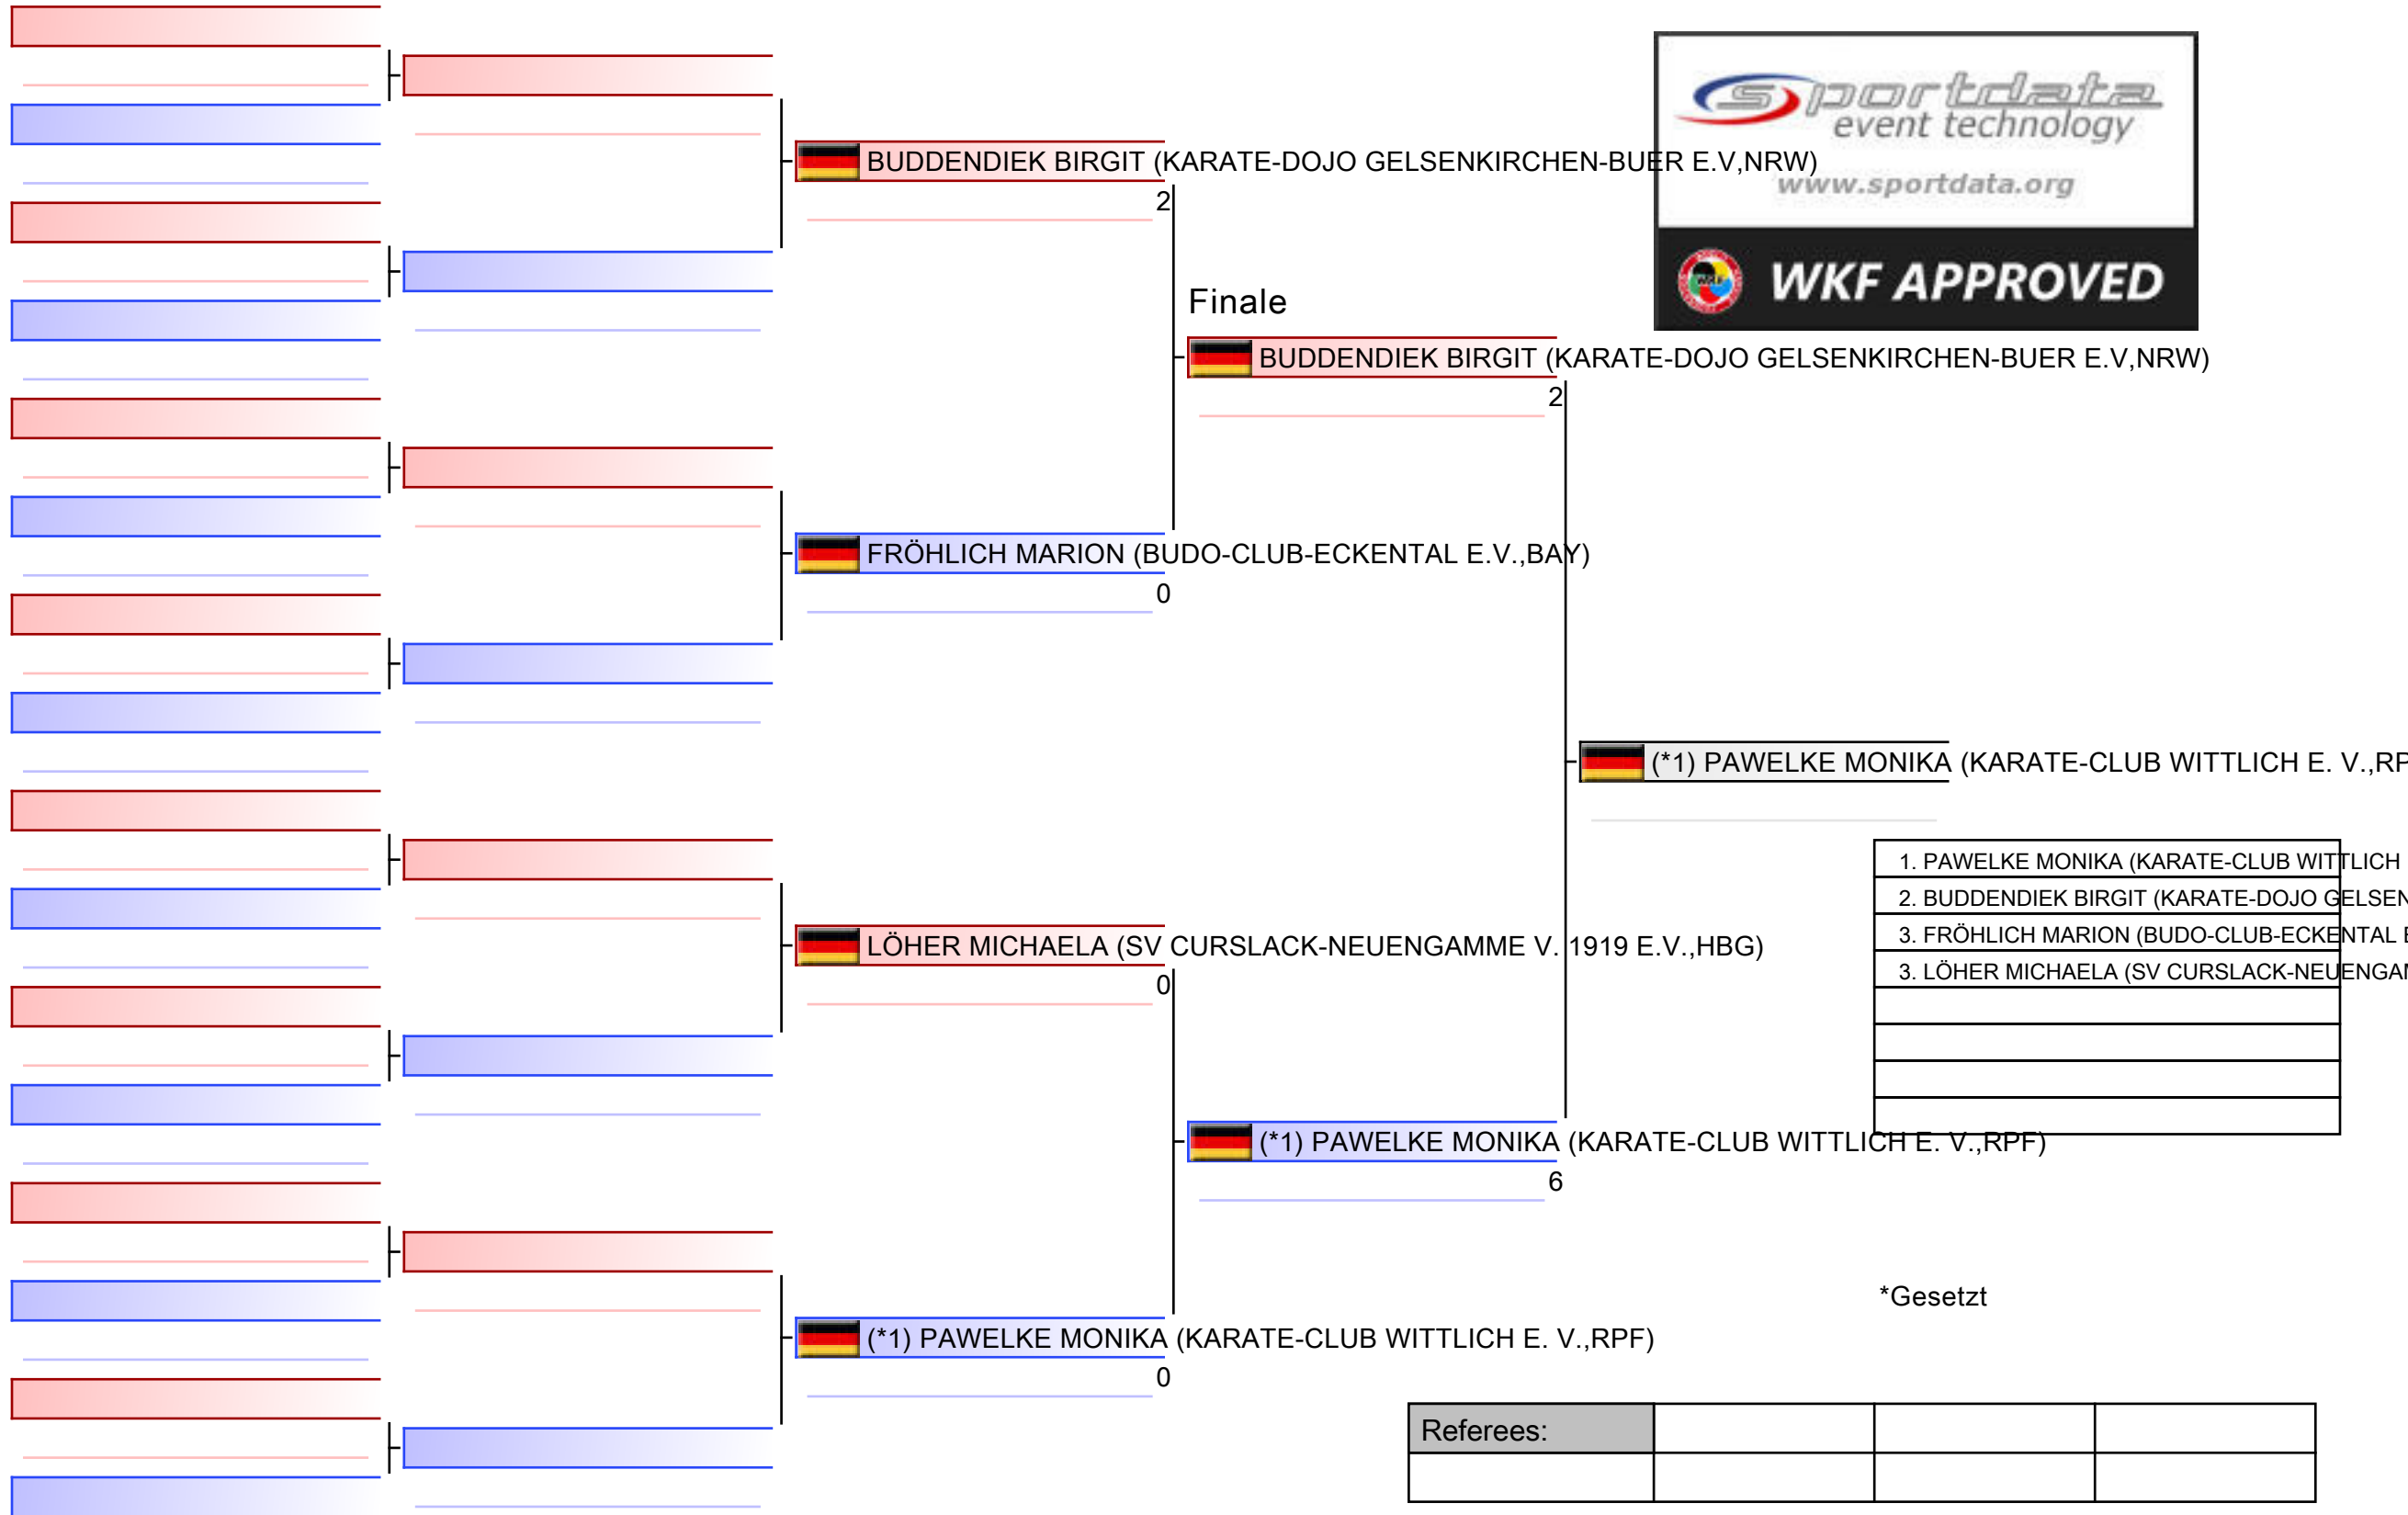 sportdata
event technology
www.sportdata.org
WKF APPROVED
BUDDENDIEK BIRGIT (KARATE-DOJO GELSENKIRCHEN-BUER E.V,NRW)
2
Finale
BUDDENDIEK BIRGIT (KARATE-DOJO GELSENKIRCHEN-BUER E.V,NRW)
2
FRÖHLICH MARION (BUDO-CLUB-ECKENTAL E.V.,BAY)
0
(*1) PAWELKE MONIKA (KARATE-CLUB WITTLICH E. V.,RP
1. PAWELKE MONIKA (KARATE-CLUB WITTLICH
2. BUDDENDIEK BIRGIT (KARATE-DOJO GELSEN
3. FRÖHLICH MARION (BUDO-CLUB-ECKENTAL E
3. LÖHER MICHAELA (SV CURSLACK-NEUENGAM
LÖHER MICHAELA (SV CURSLACK-NEUENGAMME V. 1919 E.V.,HBG)
0
(*1) PAWELKE MONIKA (KARATE-CLUB WITTLICH E. V.,RPF)
6
*Gesetzt
(*1) PAWELKE MONIKA (KARATE-CLUB WITTLICH E. V.,RPF)
0
Referees: